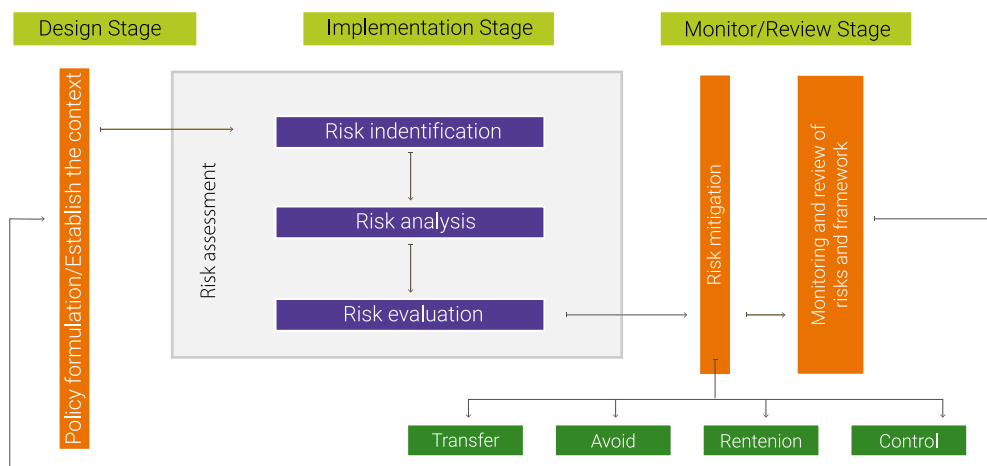 Design Stage
Implementation Stage
Monitor/Review Stage
Policy formulation/Establish the context
Risk assessment
Risk indentification
Risk analysis
Risk evaluation
Risk mitigation
Monitoring and review of
risks and framework
Transfer
Avoid
Rentenion
Control